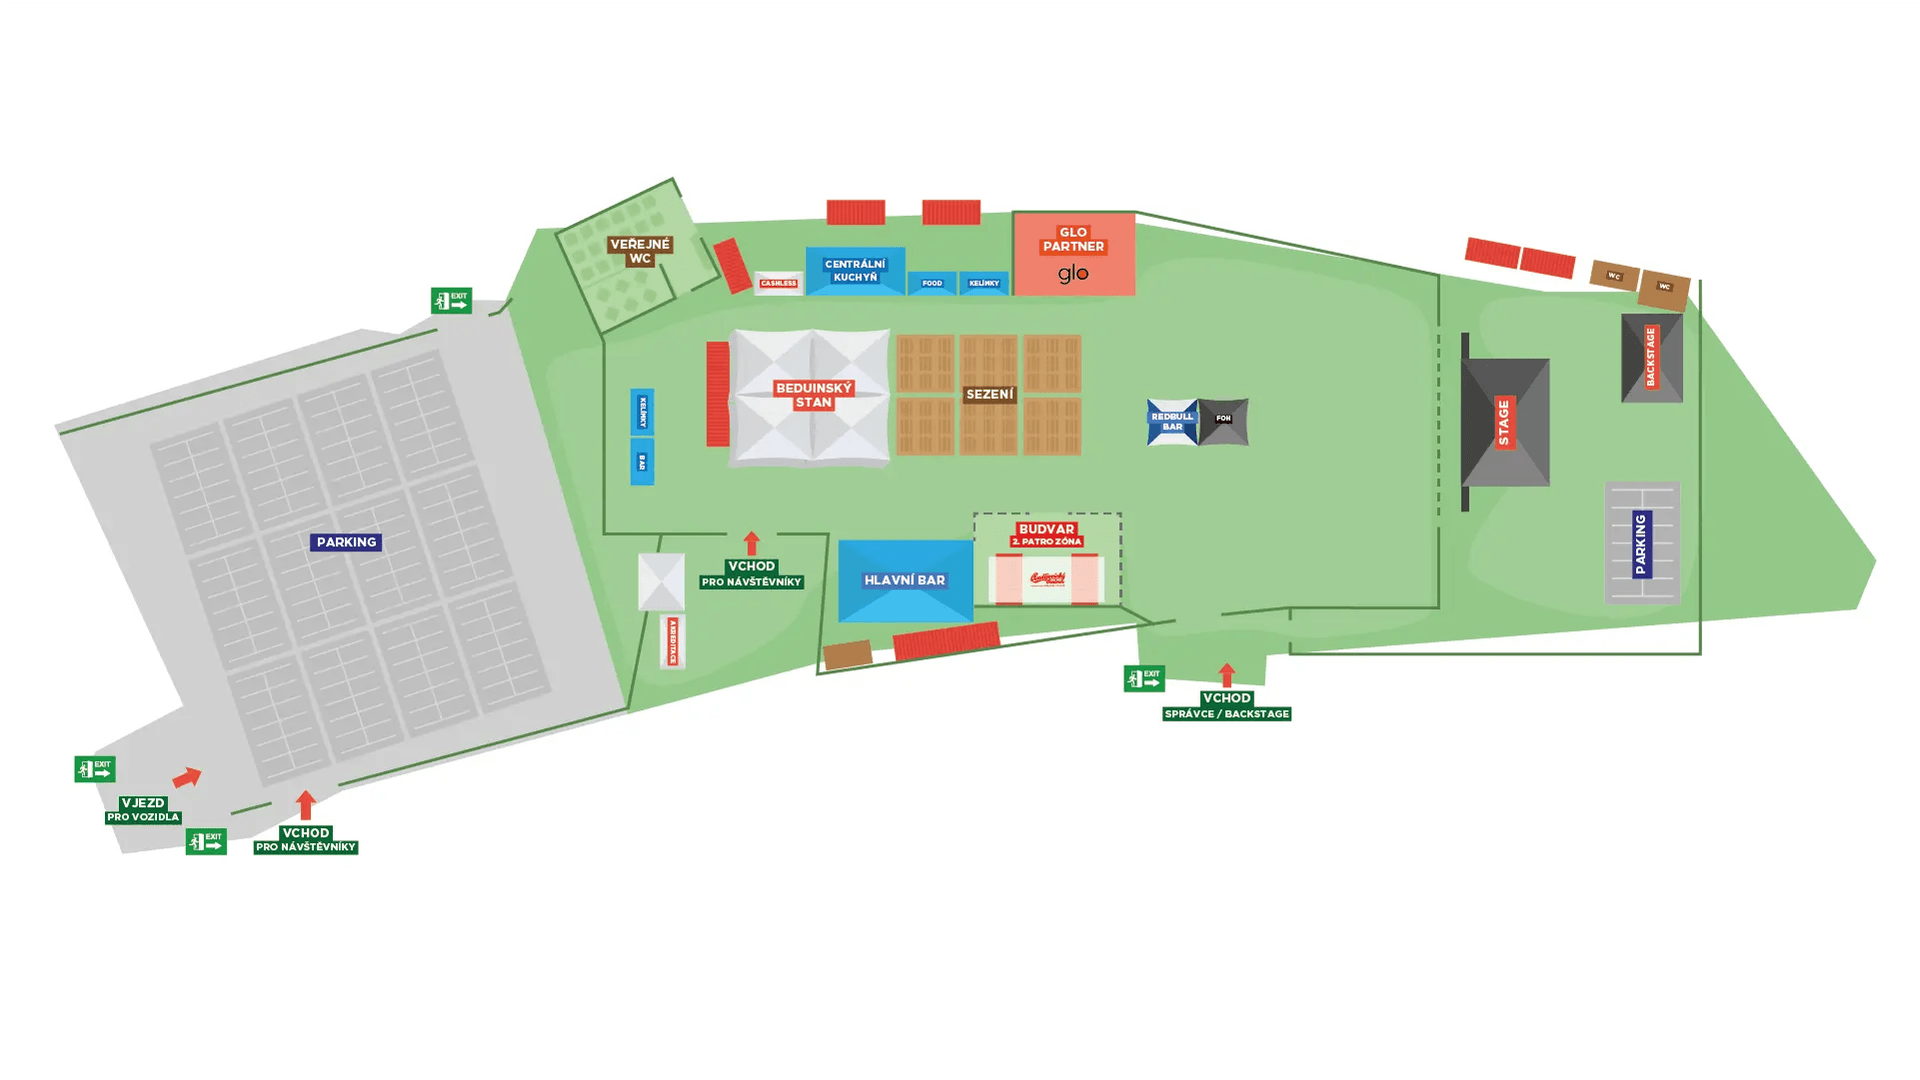 VEŘEJNÉ
WC
CASHLESS
CENTRÁLNÍ
KUCHYŇ
FOOD
KELÍMKY
GLO
PARTNER
glo
WC
WC
EXIT
BACKSTAGE
BEDUINSKÝ
STAN
SEZENÍ
KELÍMKY
BAR
REDBULL
BAR
FOH
STAGE
PARKING
PARKING
VCHOD
PRO NÁVŠTĚVNÍKY
HLAVNÍ BAR
BUDVAR
2. PATRO ZÓNA
AKREDITACE
EXIT
VCHOD
SPRÁVCE / BACKSTAGE
EXIT
VJEZD
PRO VOZIDLA
EXIT
VCHOD
PRO NÁVŠTĚVNÍKY